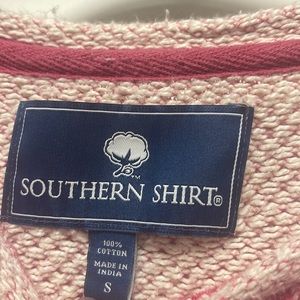 SOUTHERN SHIRT®
100%
COTTON
MADE IN
INDIA
S